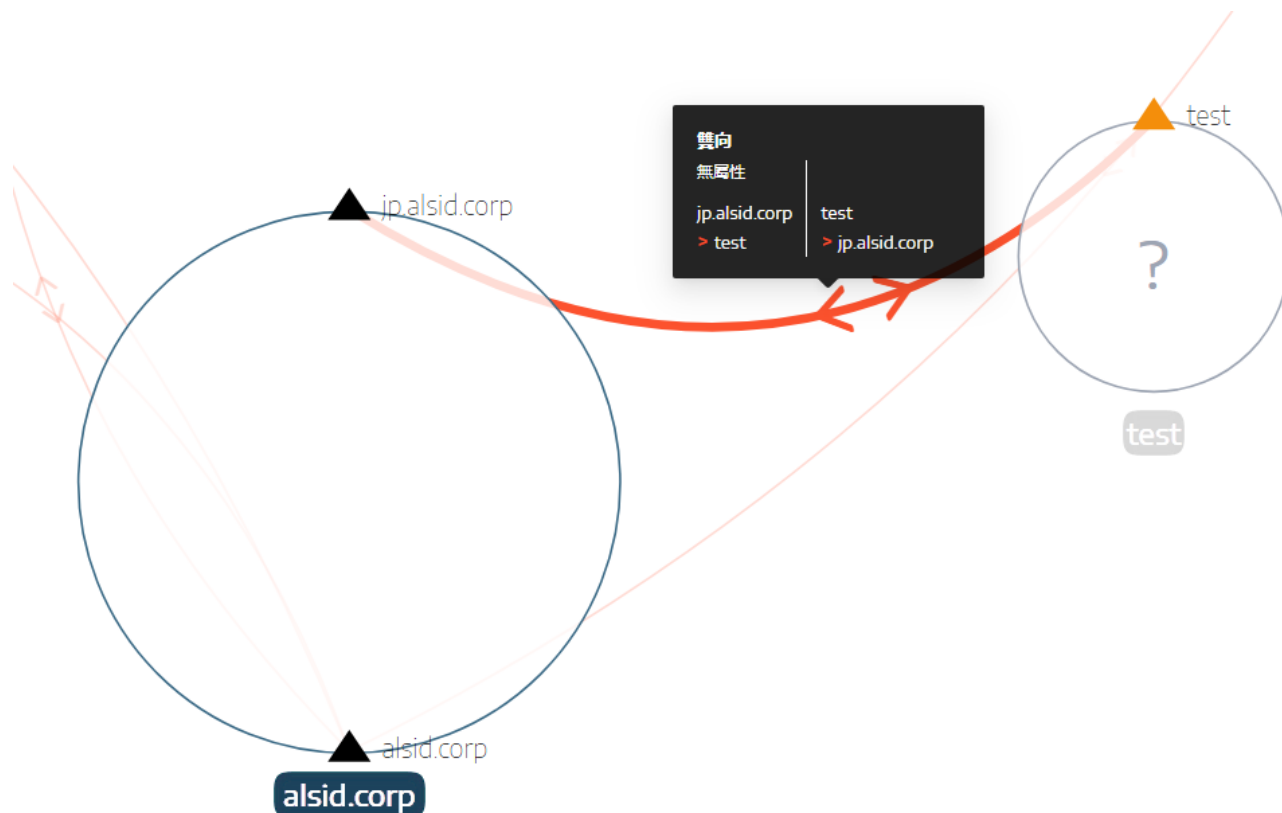 test
雙向
無屬性
jp.alsid.corp
> test
test
> jp.alsid.corp
jp.alsid.corp
?
test
alsid.corp
alsid.corp